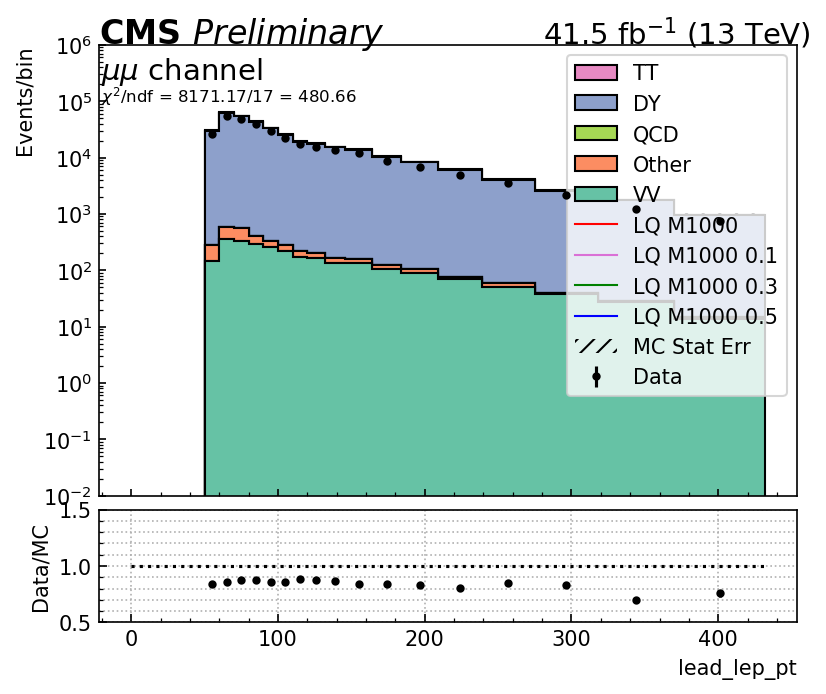 CMS Preliminary 41.5 fb⁻¹ (13 TeV)
μμ channel
χ²/ndf = 8171.17/17 = 480.66
Events/bin
10⁶
10⁵
10⁴
10³
10²
10¹
10⁰
10⁻¹
10⁻²
TT
DY
QCD
Other
VV
LQ M1000
LQ M1000 0.1
LQ M1000 0.3
LQ M1000 0.5
MC Stat Err
Data
Data/MC
1.5
1.0
0.5
0 100 200 300 400
lead_lep_pt